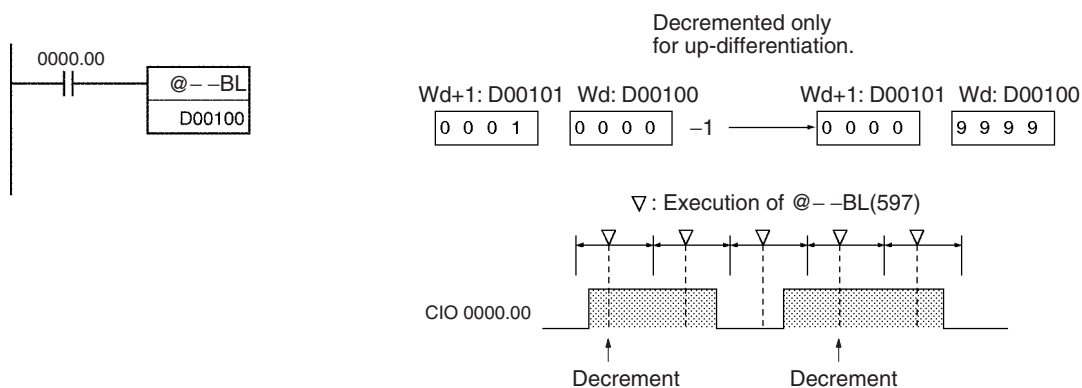 Decremented only
for up-differentiation.
0000.00
@– –BL
D00100
Wd+1: D00101 Wd: D00100 Wd+1: D00101 Wd: D00100
0 0 0 1 0 0 0 0 –1 0 0 0 0 9 9 9 9
: Execution of @– –BL(597)
CIO 0000.00
Decrement Decrement